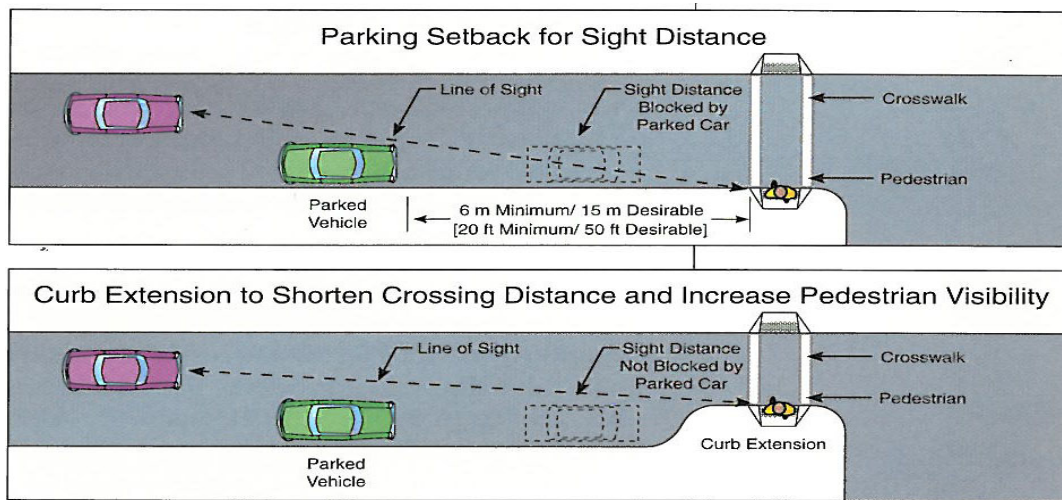 Parking Setback for Sight Distance
Line of Sight
Sight Distance
Blocked by
Parked Car
Crosswalk
Pedestrian
Parked
Vehicle
6 m Minimum/ 15 m Desirable
[20 ft Minimum/ 50 ft Desirable]
Curb Extension to Shorten Crossing Distance and Increase Pedestrian Visibility
Line of Sight
Sight Distance
Not Blocked by
Parked Car
Crosswalk
Pedestrian
Curb Extension
Parked
Vehicle